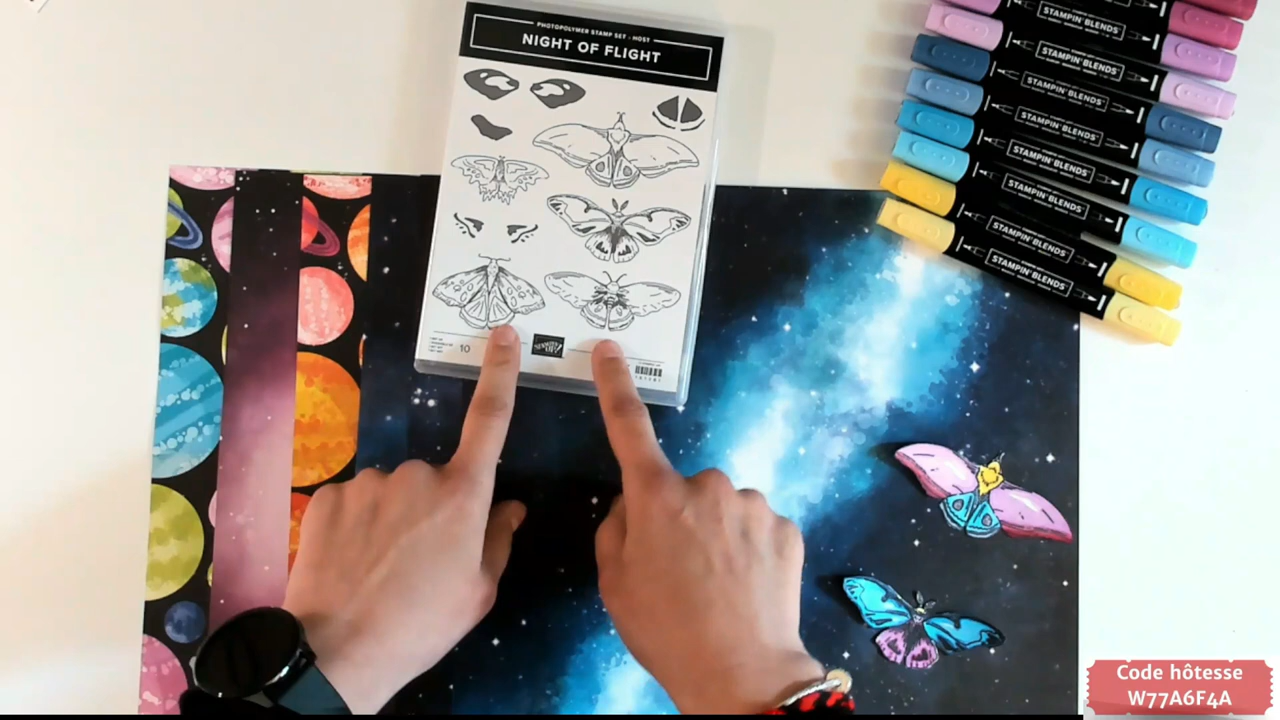 PHOTOPOLYMER STAMP SET • HOST
NIGHT OF FLIGHT
10
STAMPIN' UP!
STAMPIN' BLENDS
STAMPIN' BLENDS
STAMPIN' BLENDS
STAMPIN' BLENDS
STAMPIN' BLENDS
STAMPIN' BLENDS
STAMPIN' BLENDS
STAMPIN' BLENDS
Code hôtesse
W77A6F4A